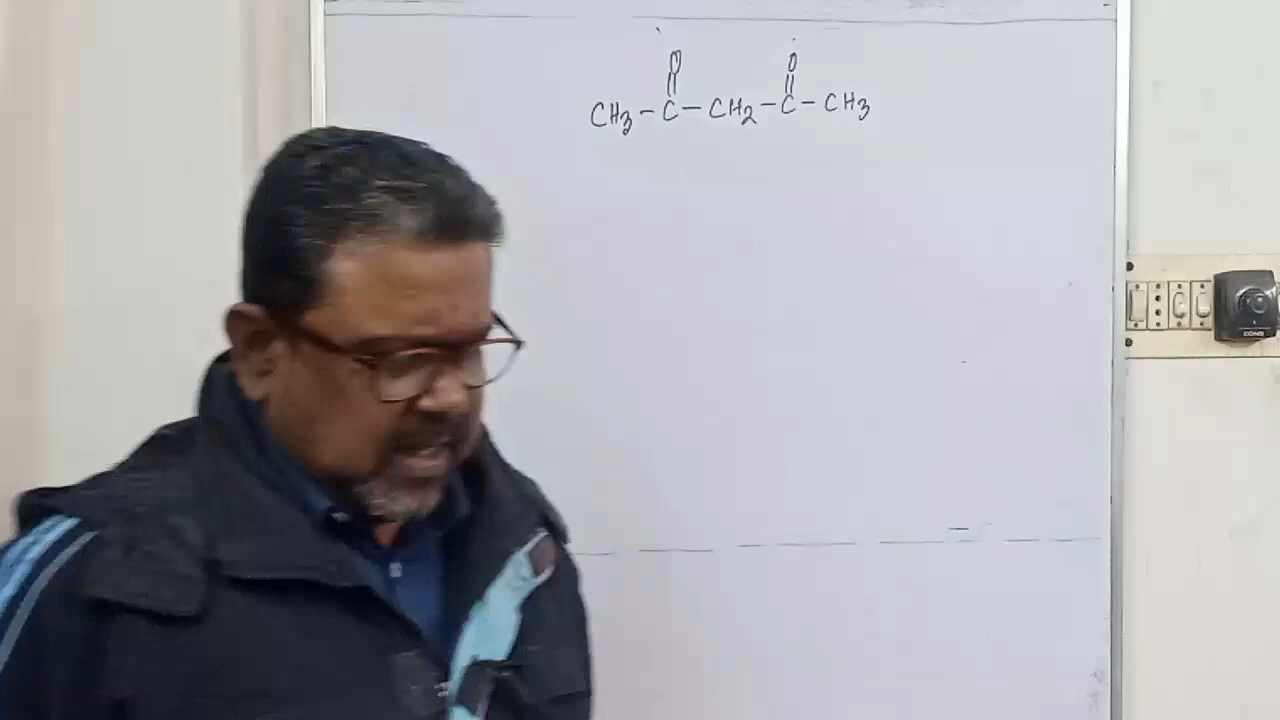 O O
|| ||
CH3 – C – CH2 – C – CH3